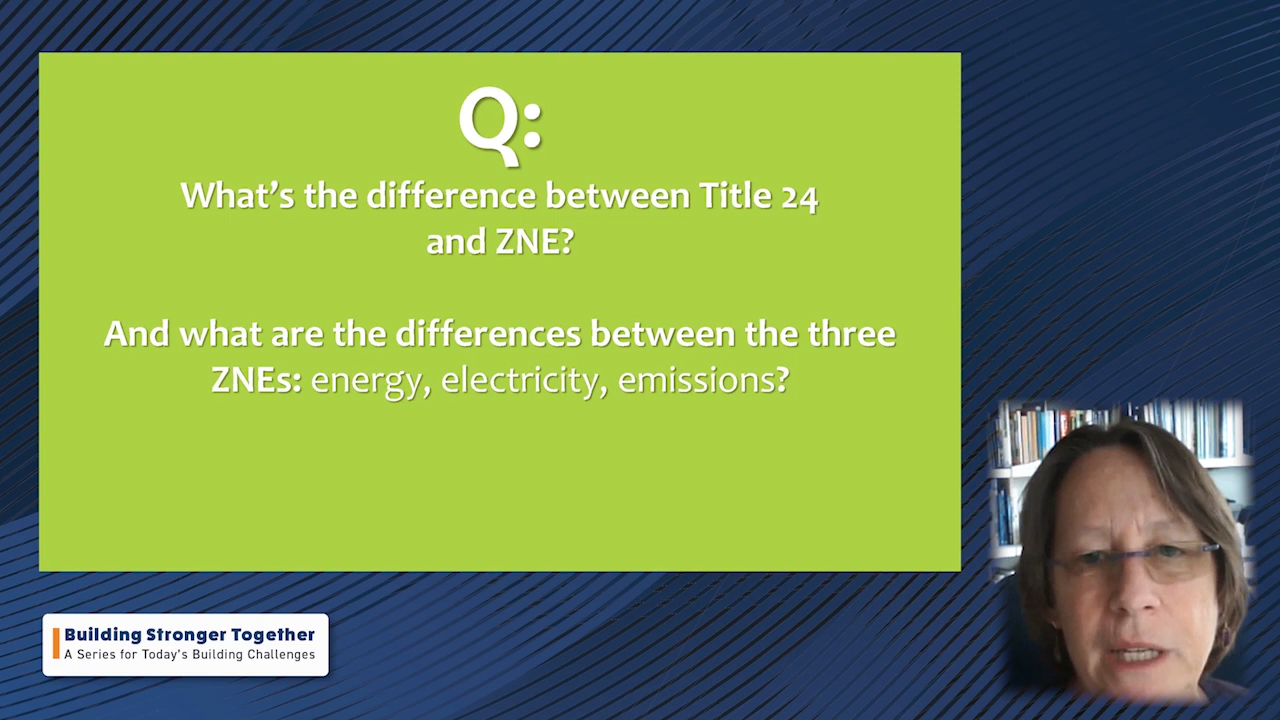 Q:
What’s the difference between Title 24
and ZNE?
And what are the differences between the three
ZNEs: energy, electricity, emissions?
Building Stronger Together
A Series for Today's Building Challenges